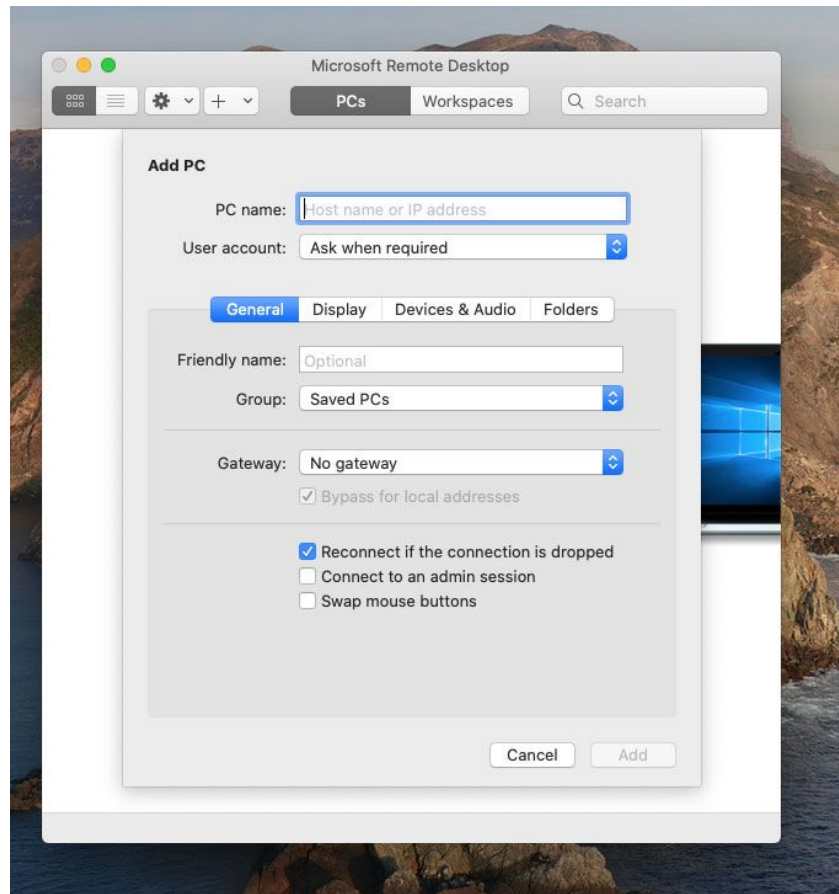 Microsoft Remote Desktop
PCs Workspaces Search
Add PC
PC name: Host name or IP address
User account: Ask when required
General Display Devices & Audio Folders
Friendly name: Optional
Group: Saved PCs
Gateway: No gateway
Bypass for local addresses
Reconnect if the connection is dropped
Connect to an admin session
Swap mouse buttons
Cancel Add